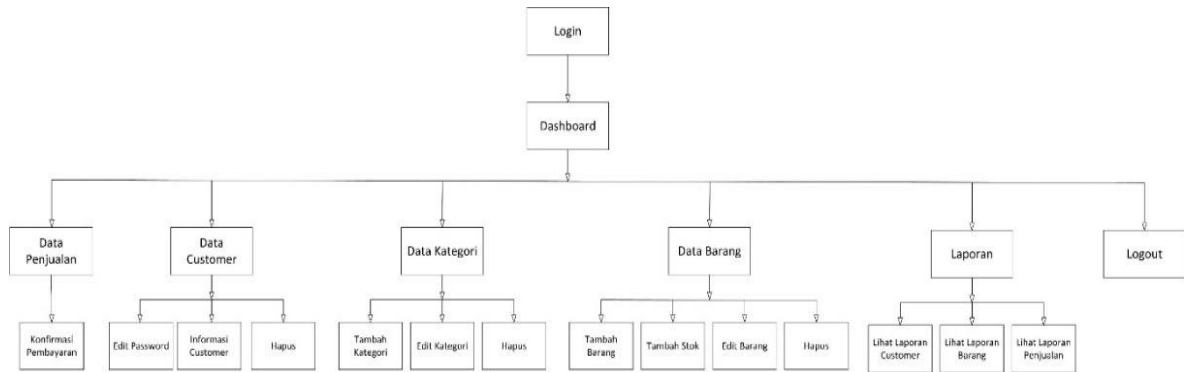 Login
Dashboard
Data
Penjualan
Data
Customer
Data Kategori
Data Barang
Laporan
Logout
Konfirmasi
Pembayaran
Edit Password
Informasi
Customer
Hapus
Tambah
Kategori
Edit Kategori
Hapus
Tambah
Barang
Tambah Stok
Edit Barang
Hapus
Lihat Laporan
Customer
Lihat Laporan
Barang
Lihat Laporan
Penjualan